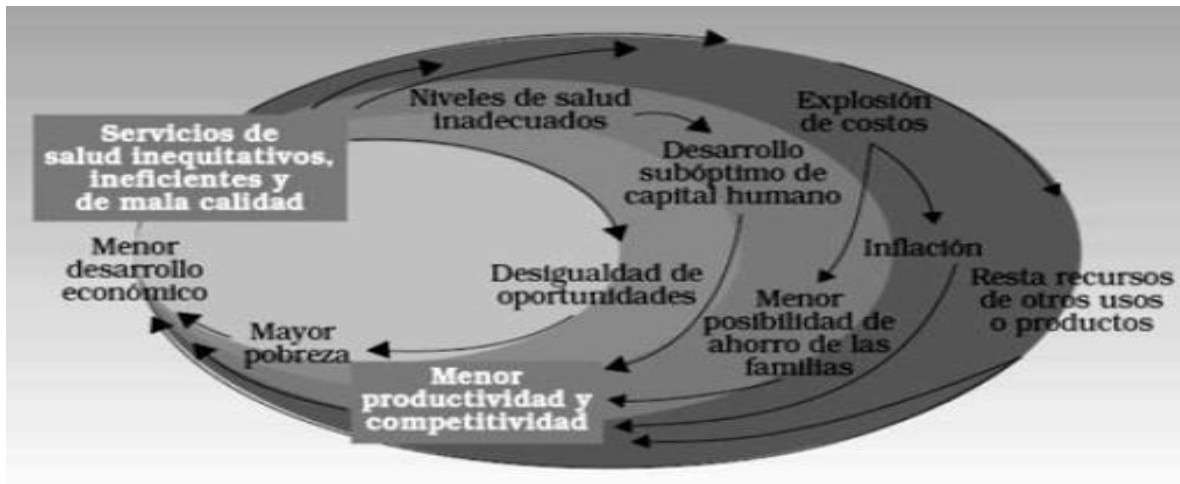 Servicios de
salud inequitativos,
ineficientes y
de mala calidad
Niveles de salud
inadecuados
Desarrollo
subóptimo de
capital humano
Explosión
de costos
Inflación
Resta recursos
de otros usos
o productos
Menor
posibilidad de
ahorro de las
familias
Desigualdad de
oportunidades
Menor
productividad y
competitividad
Mayor
pobreza
Menor
desarrollo
económico